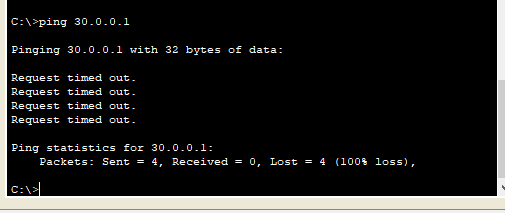 C:\>ping 30.0.0.1
Pinging 30.0.0.1 with 32 bytes of data:
Request timed out.
Request timed out.
Request timed out.
Request timed out.
Ping statistics for 30.0.0.1:
    Packets: Sent = 4, Received = 0, Lost = 4 (100% loss),
C:\>